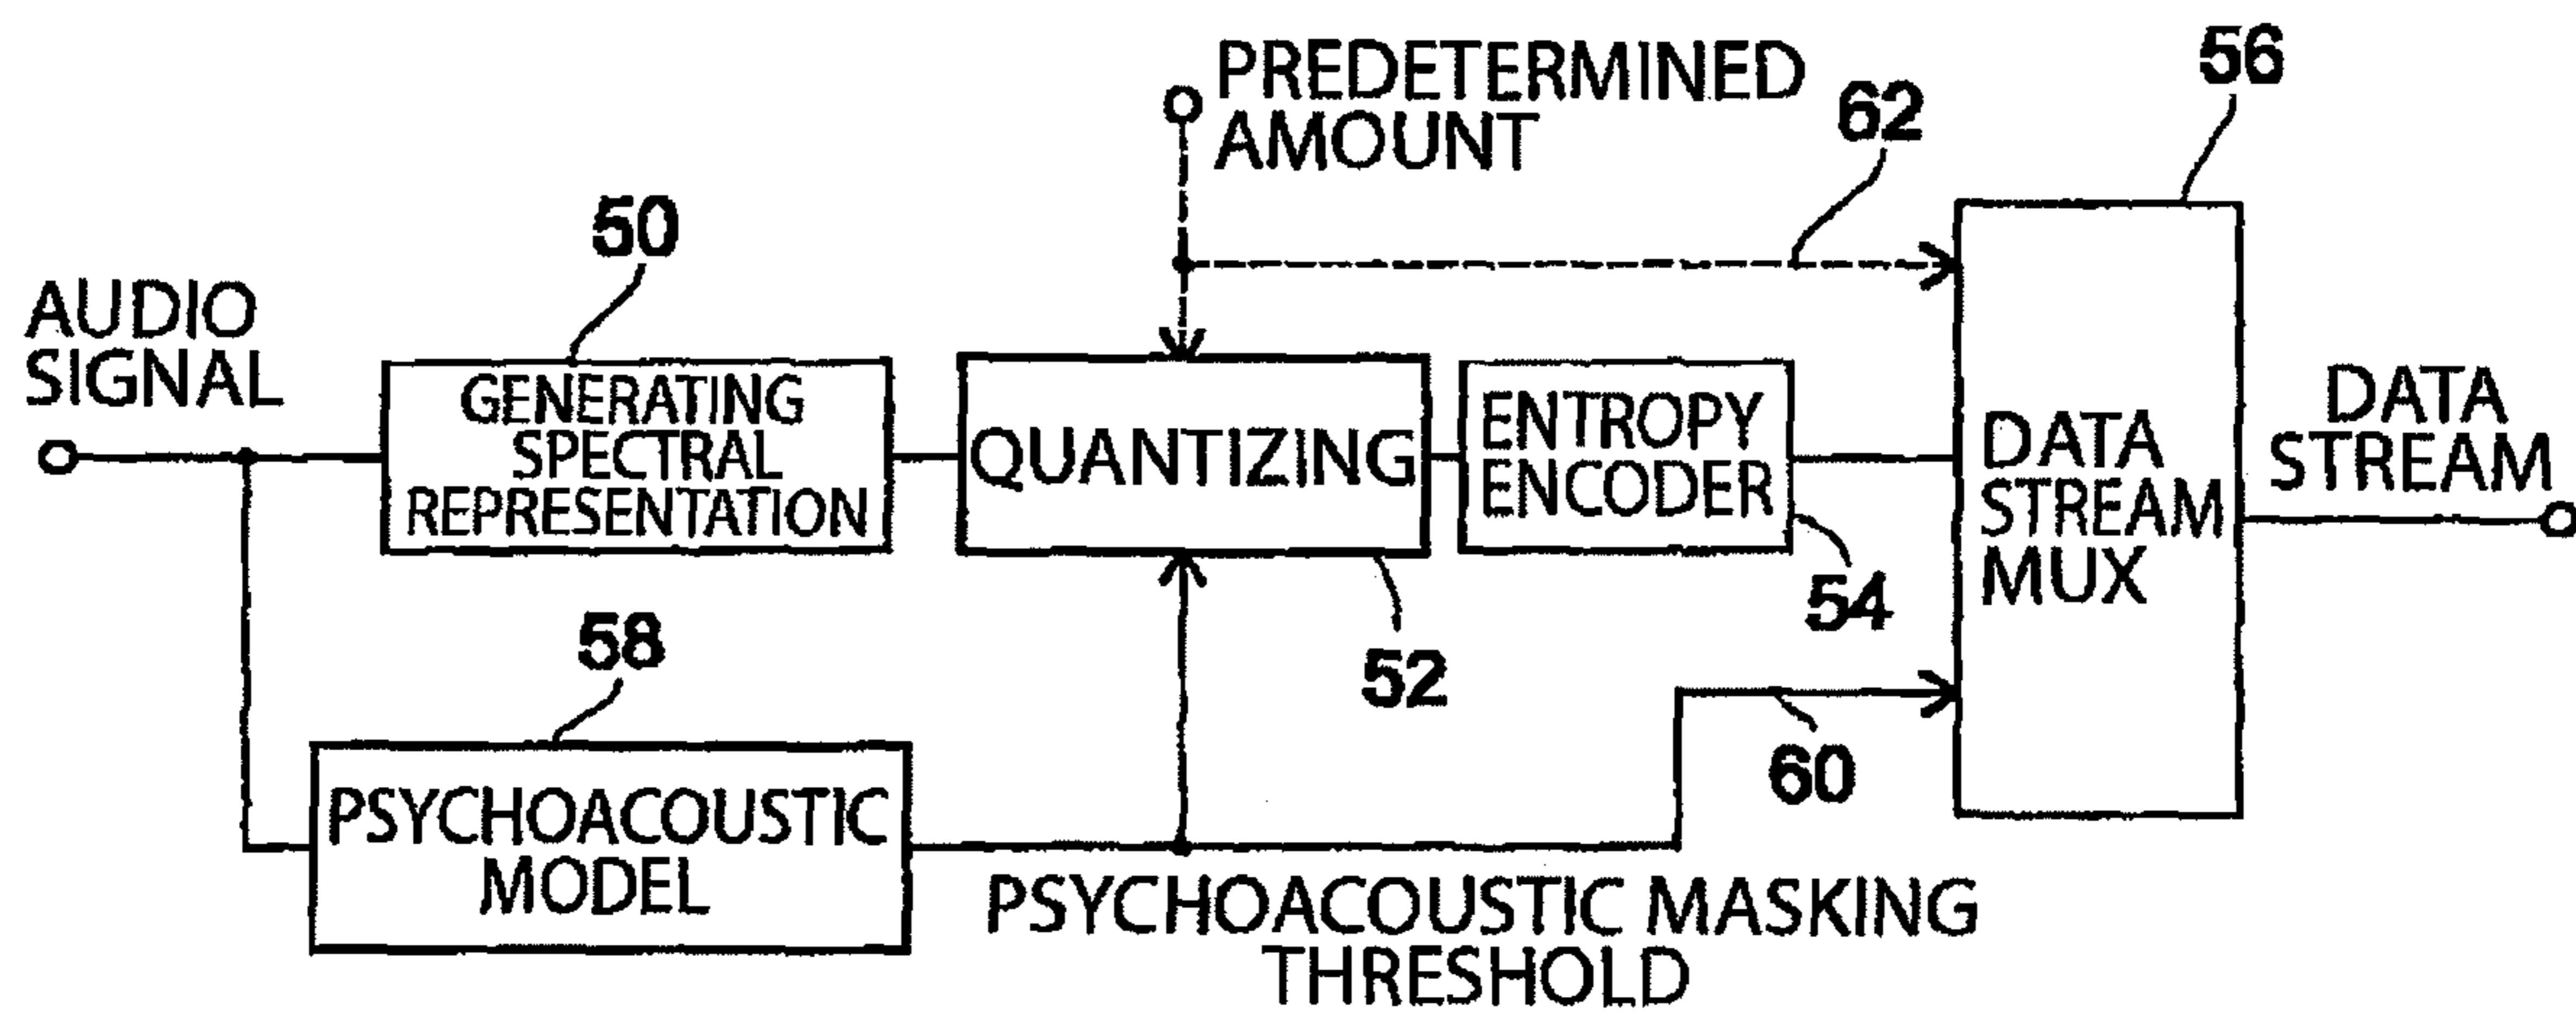 PREDETERMINED
AMOUNT
62
56
50
AUDIO
SIGNAL
GENERATING
SPECTRAL
REPRESENTATION
QUANTIZING
ENTROPY
ENCODER
DATA
STREAM
MUX
DATA
STREAM
54
52
58
60
PSYCHOACOUSTIC
MODEL
PSYCHOACOUSTIC MASKING
THRESHOLD